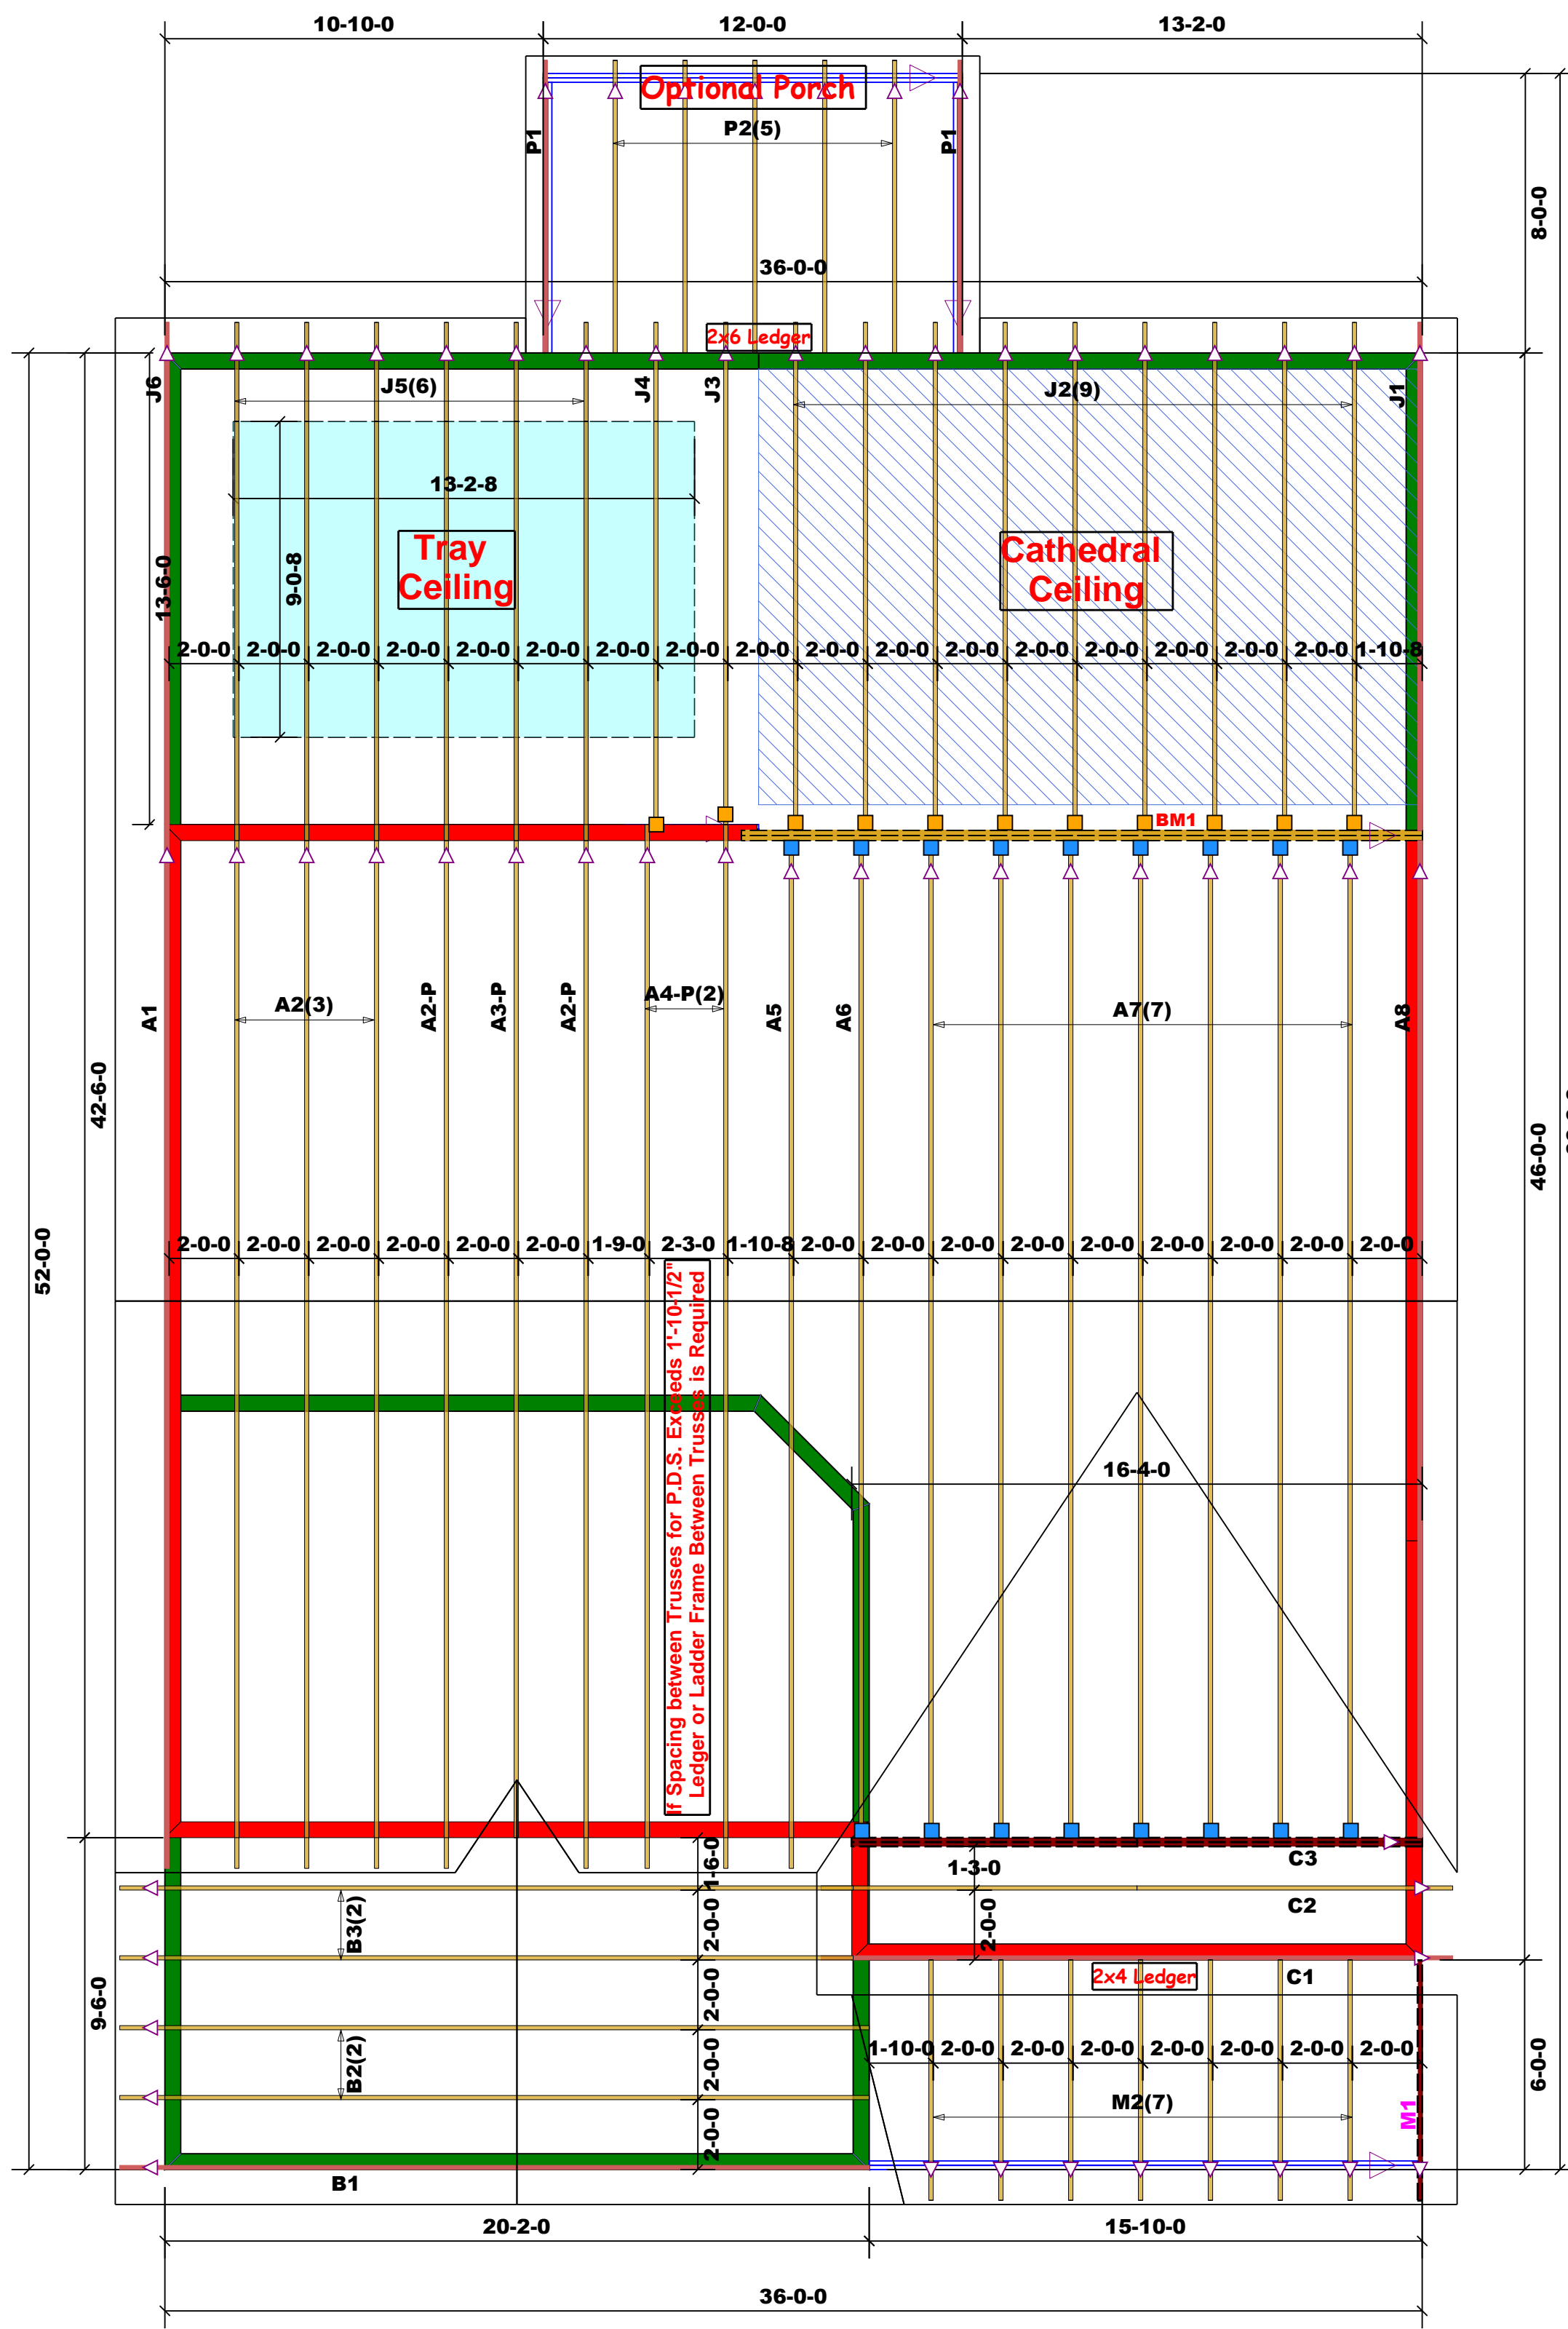 10-10-0
12-0-0
13-2-0
Optional Porch
P2(5)
P1
P1
8-0-0
36-0-0
2x6 Ledger
J6
J5(6)
J4
J3
J2(9)
J1
13-2-8
Tray
Ceiling
Cathedral
Ceiling
9-0-8
13-6-0
2-0-0 2-0-0 2-0-0 2-0-0 2-0-0 2-0-0 2-0-0 2-0-0 2-0-0 2-0-0 2-0-0 2-0-0 2-0-0 2-0-0 2-0-0 2-0-0 2-0-0 1-10-8
BM1
A1
A2(3)
A2-P
A3-P
A2-P
A4-P(2)
A5
A6
A7(7)
A8
42-6-0
46-0-0
52-0-0
2-0-0 2-0-0 2-0-0 2-0-0 2-0-0 2-0-0 1-9-0 2-3-0 1-10-8 2-0-0 2-0-0 2-0-0 2-0-0 2-0-0 2-0-0 2-0-0 2-0-0 2-0-0
If Spacing between Trusses for P.D.S. Exceeds 1'-10-1/2"
Ledger or Ladder Frame Between Trusses is Required
16-4-0
1-6-0
1-3-0
C3
C2
B3(2)
2-0-0
2-0-0
2x4 Ledger
C1
9-6-0
2-0-0
B2(2)
2-0-0
2-0-0
1-10-0 2-0-0 2-0-0 2-0-0 2-0-0 2-0-0 2-0-0 2-0-0
M2(7)
M1
6-0-0
B1
20-2-0
15-10-0
36-0-0